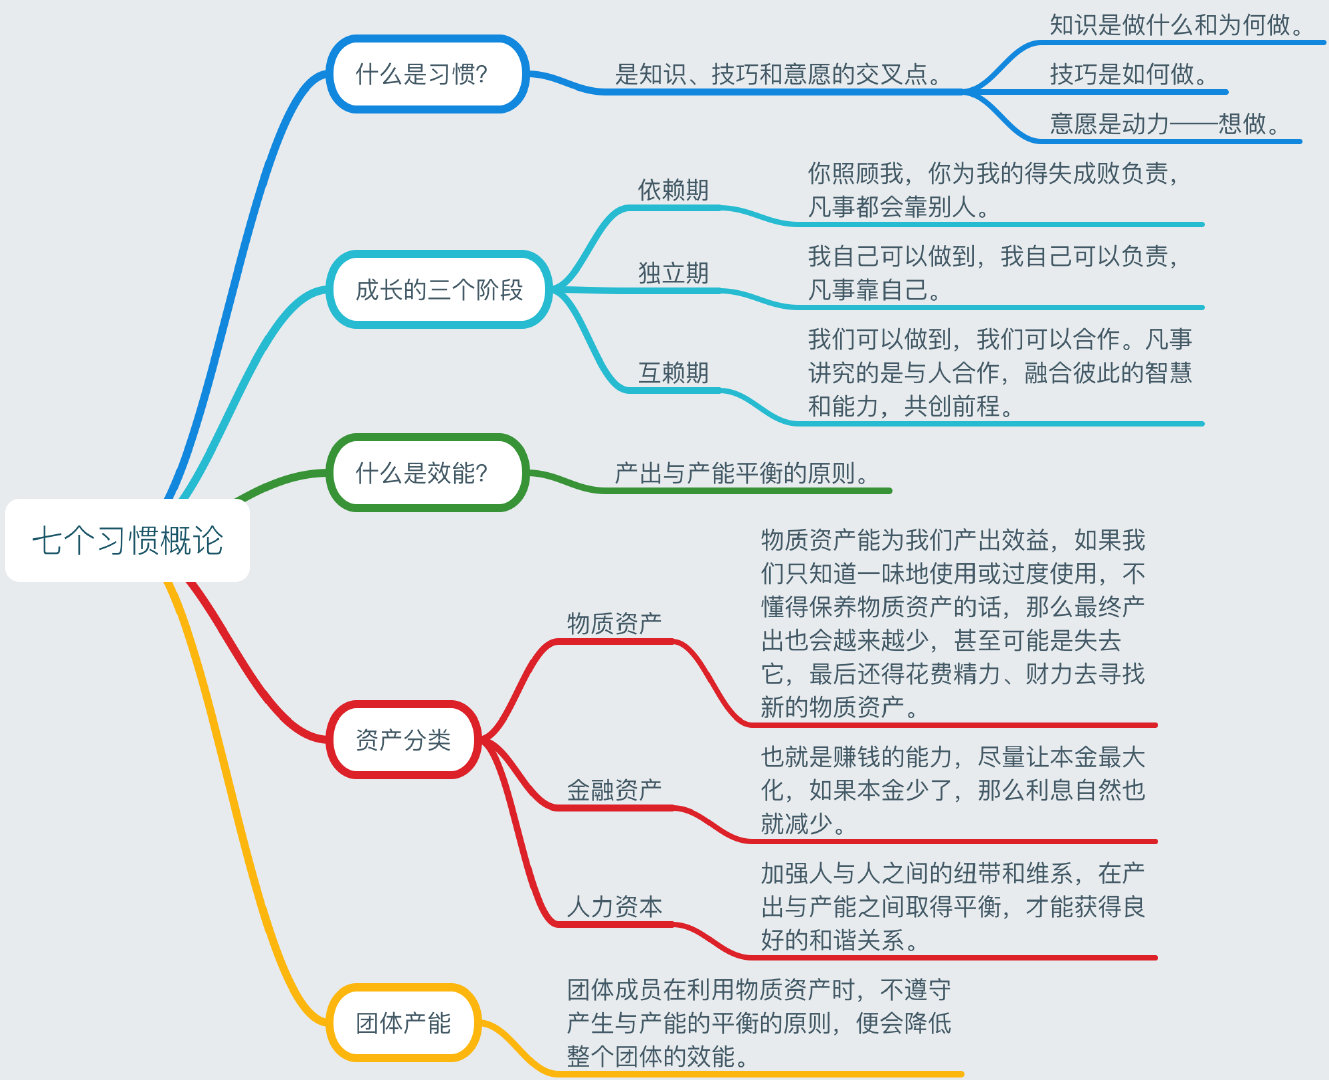 七个习惯概论
什么是习惯?
是知识、技巧和意愿的交叉点。
知识是做什么和为何做。
技巧是如何做。
意愿是动力——想做。
成长的三个阶段
依赖期
你照顾我，你为我的得失成败负责，
凡事都会靠别人。
独立期
我自己可以做到，我自己可以负责，
凡事靠自己。
互赖期
我们可以做到，我们可以合作。凡事
讲究的是与人合作，融合彼此的智慧
和能力，共创前程。
什么是效能?
产出与产能平衡的原则。
资产分类
物质资产
物质资产能为我们产出效益，如果我
们只知道一味地使用或过度使用，不
懂得保养物质资产的话，那么最终产
出也会越来越少，甚至可能是失去
它，最后还得花费精力、财力去寻找
新的物质资产。
金融资产
也就是赚钱的能力，尽量让本金最大
化，如果本金少了，那么利息自然也
就减少。
人力资本
加强人与人之间的纽带和维系，在产
出与产能之间取得平衡，才能获得良
好的和谐关系。
团体产能
团体成员在利用物质资产时，不遵守
产生与产能的平衡的原则，便会降低
整个团体的效能。